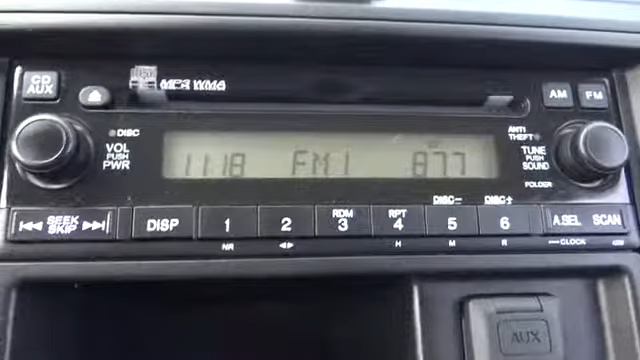 CD AUX
MP3 WMA
AM FM
DISC
VOL PUSH PWR
11:18 FM1 87.7
ANTI THEFT
TUNE PUSH SOUND
FOLDER
DISC- DISC+
SEEK SKIP
DISP 1 2 RDM 3 RPT 4 5 6 A.SEL SCAN
NR H M R CLOCK
AUX